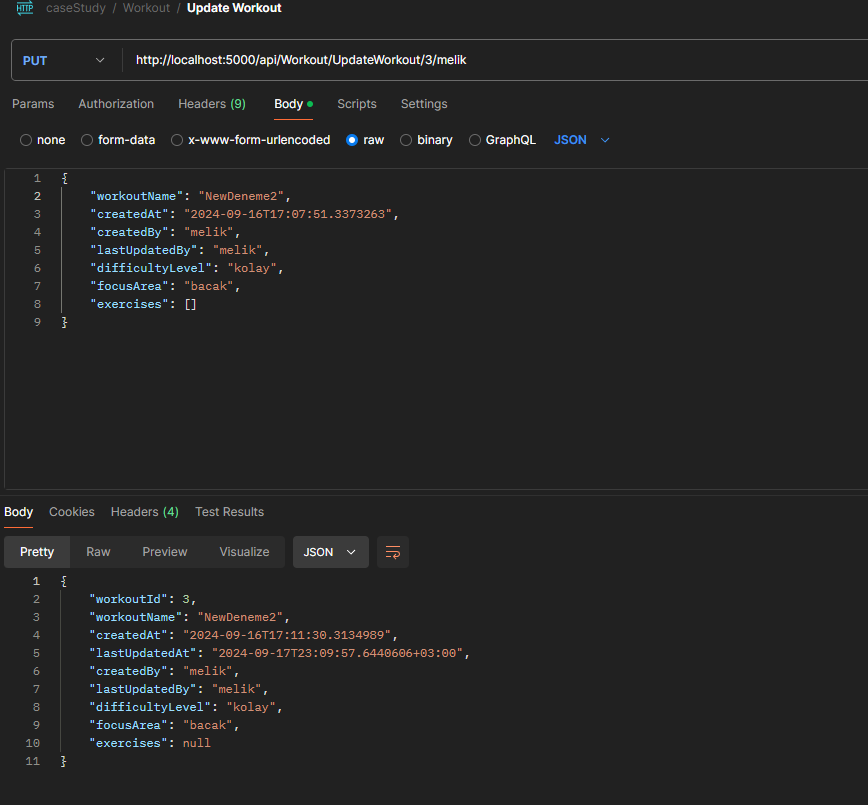 HTTP caseStudy / Workout / Update Workout
PUT http://localhost:5000/api/Workout/UpdateWorkout/3/melik
Params Authorization Headers (9) Body Scripts Settings
none form-data x-www-form-urlencoded raw binary GraphQL JSON
1 {
2 "workoutName": "NewDeneme2",
3 "createdAt": "2024-09-16T17:07:51.3373263",
4 "createdBy": "melik",
5 "lastUpdatedBy": "melik",
6 "difficultyLevel": "kolay",
7 "focusArea": "bacak",
8 "exercises": []
9 }
Body Cookies Headers (4) Test Results
Pretty Raw Preview Visualize JSON
1 {
2 "workoutId": 3,
3 "workoutName": "NewDeneme2",
4 "createdAt": "2024-09-16T17:11:30.3134989",
5 "lastUpdatedAt": "2024-09-17T23:09:57.6440606+03:00",
6 "createdBy": "melik",
7 "lastUpdatedBy": "melik",
8 "difficultyLevel": "kolay",
9 "focusArea": "bacak",
10 "exercises": null
11 }